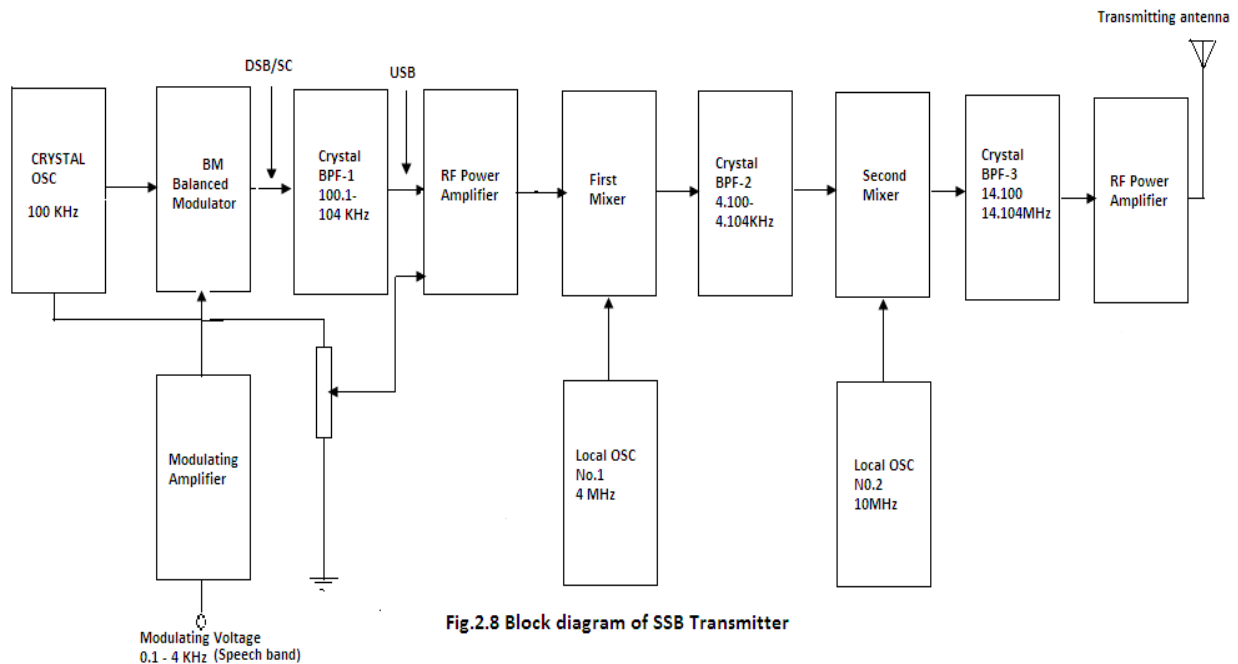 Transmitting antenna
DSB/SC
USB
CRYSTAL
OSC
100 KHz
BM
Balanced
Modulator
Crystal
BPF-1
100.1-
104 KHz
RF Power
Amplifier
First
Mixer
Crystal
BPF-2
4.100-
4.104KHz
Second
Mixer
Crystal
BPF-3
14.100
14.104MHz
RF Power
Amplifier
Modulating
Amplifier
Local OSC
No.1
4 MHz
Local OSC
N0.2
10MHz
Modulating Voltage
0.1 - 4 KHz (Speech band)
Fig.2.8 Block diagram of SSB Transmitter